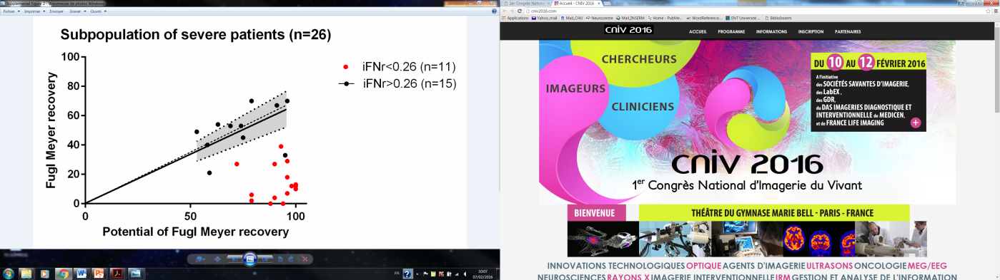 Supplemental Figure 2 - Visionneuse de photos Windows
Fichier Imprimer Envoyer Graver Ouvrir
Subpopulation of severe patients (n=26)
100
80
60
40
20
0
Fugl Meyer recovery
0 50 100
Potential of Fugl Meyer recovery
iFNr<0.26 (n=11)
iFNr>0.26 (n=15)
FR
10:07
07/02/2016
1er Congrès Nation
Accueil - CNIV 2016
cniv2016.com
Applications Yahoo_mail Mail_CHU Neurocentre Mail_INSERM Home - PubMe... WordReference... ENT Université ... BiblioInserm
CNIV 2016 ACCUEIL PROGRAMME INFORMATIONS INSCRIPTION PARTENAIRES
CHERCHEURS
IMAGEURS
CLINICIENS
DU 10 AU 12 FÉVRIER 2016
A l'initiative
des SOCIÉTÉS SAVANTES D'IMAGERIE,
des LabEX ,
des GDR,
du DAS IMAGERIES DIAGNOSTIQUE ET
INTERVENTIONNELLE de MEDICEN,
et de FRANCE LIFE IMAGING
+
CNIV 2016
1er Congrès National d'Imagerie du Vivant
BIENVENUE
THÉÂTRE DU GYMNASE MARIE BELL - PARIS - FRANCE
INNOVATIONS TECHNOLOGIQUES OPTIQUE AGENTS D'IMAGERIE ULTRASONS ONCOLOGIE MEG/EEG
NEUROSCIENCES RAYONS X IMAGERIE INTERVENTIONNELLE IRM GESTION ET ANALYSE DE L'INFORMATION